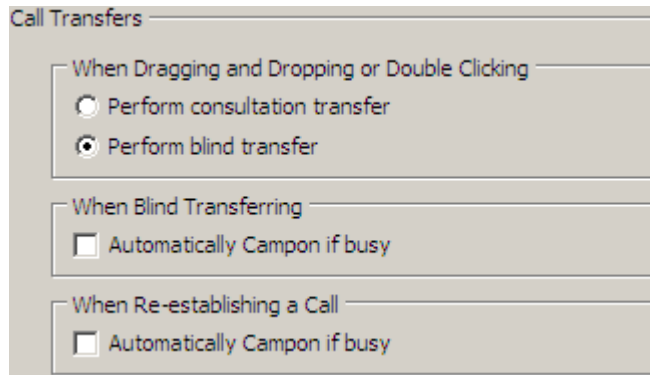 Call Transfers
When Dragging and Dropping or Double Clicking
Perform consultation transfer
Perform blind transfer
When Blind Transferring
Automatically Campon if busy
When Re-establishing a Call
Automatically Campon if busy